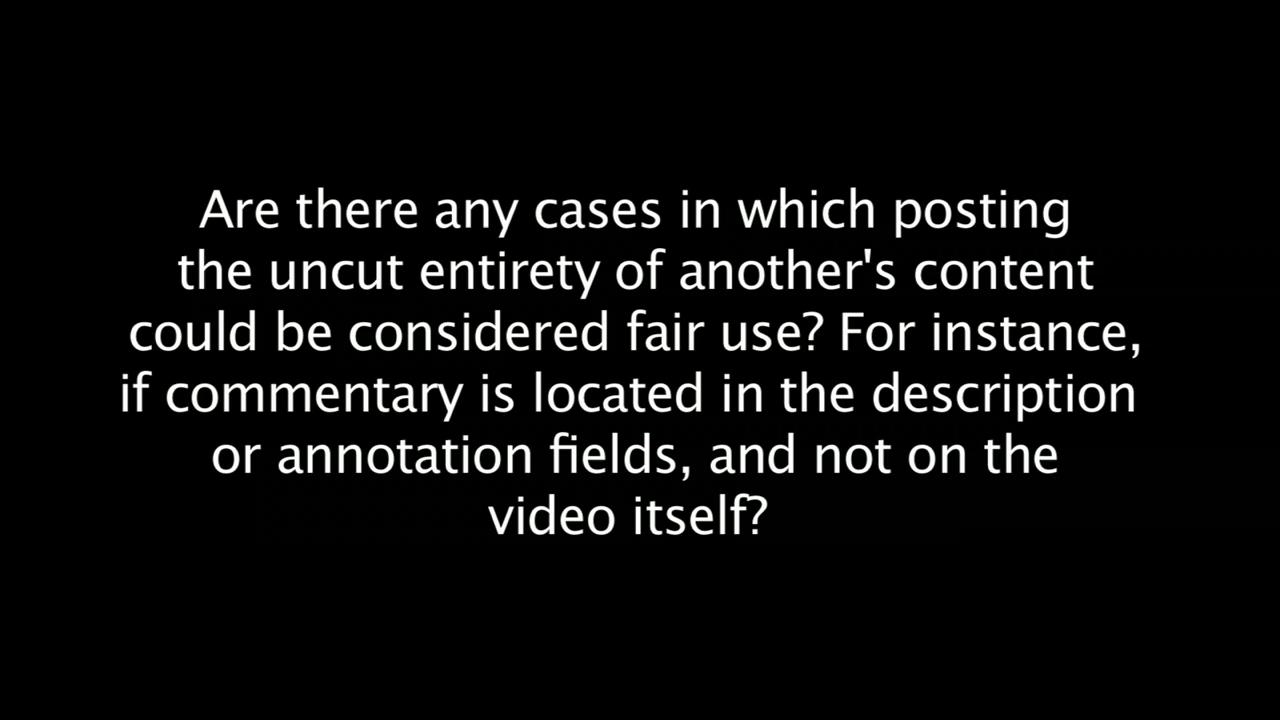 Are there any cases in which posting
the uncut entirety of another's content
could be considered fair use? For instance,
if commentary is located in the description
or annotation fields, and not on the
video itself?